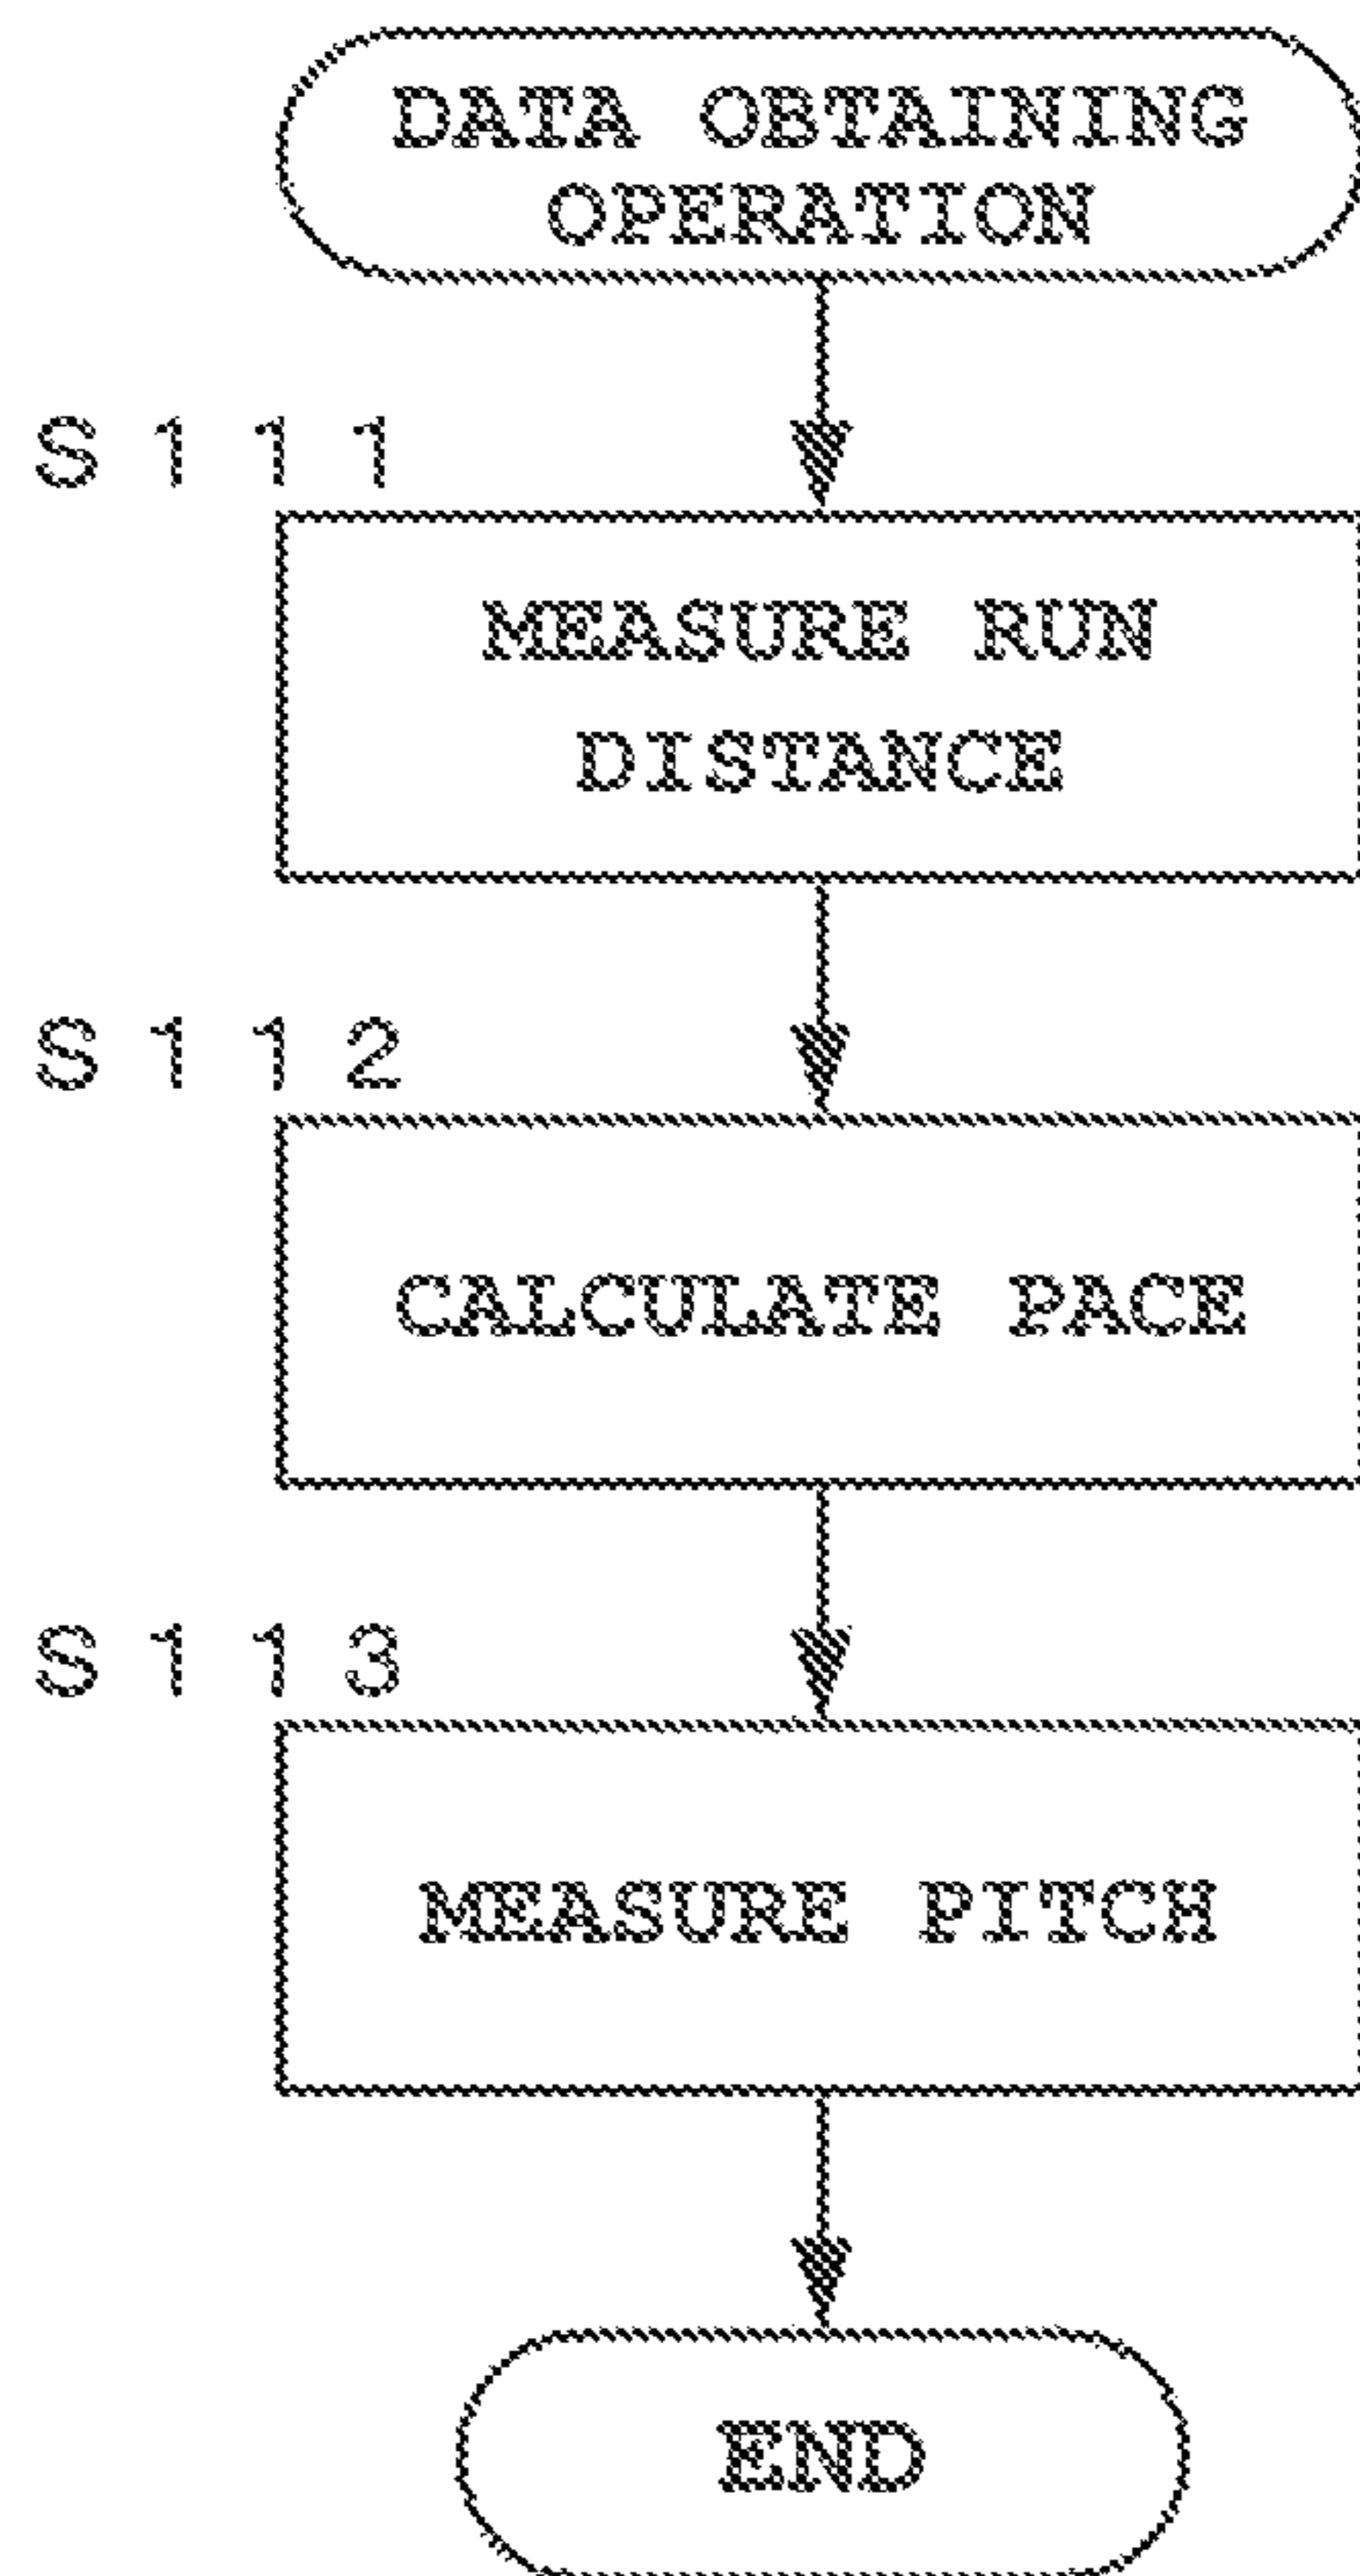 DATA OBTAINING
OPERATION
S111
MEASURE RUN
DISTANCE
S112
CALCULATE PACE
S113
MEASURE PITCH
END